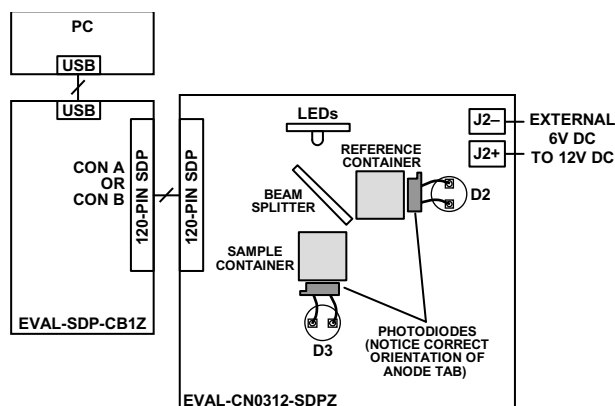 PC
USB
USB
CON A
OR
CON B
120-PIN SDP
120-PIN SDP
EVAL-SDP-CB1Z
LEDs
J2–
J2+
EXTERNAL
6V DC
TO 12V DC
REFERENCE
CONTAINER
BEAM
SPLITTER
D2
SAMPLE
CONTAINER
D3
PHOTODIODES
(NOTICE CORRECT
ORIENTATION OF
ANODE TAB)
EVAL-CN0312-SDPZ